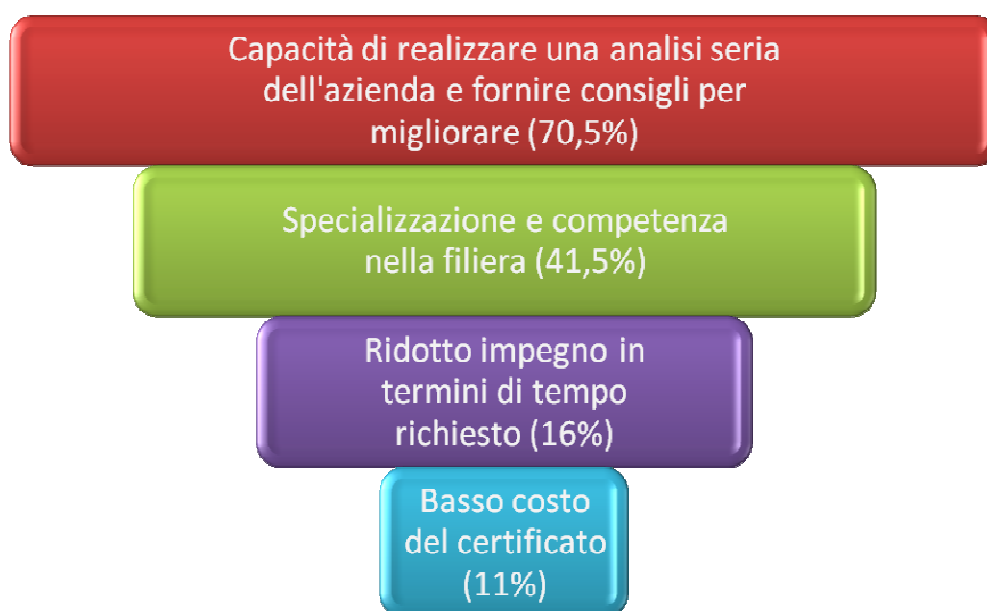 Capacità di realizzare una analisi seria
dell'azienda e fornire consigli per
migliorare (70,5%)
Specializzazione e competenza
nella filiera (41,5%)
Ridotto impegno in
termini di tempo
richiesto (16%)
Basso costo
del certificato
(11%)